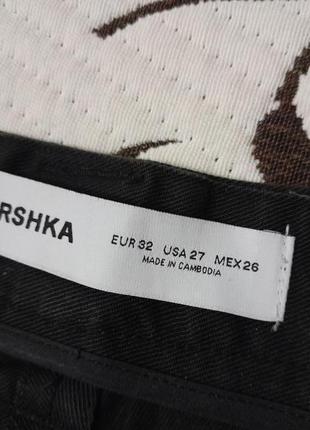 RSHKA
EUR 32 USA 27 MEX 26
MADE IN CAMBODIA